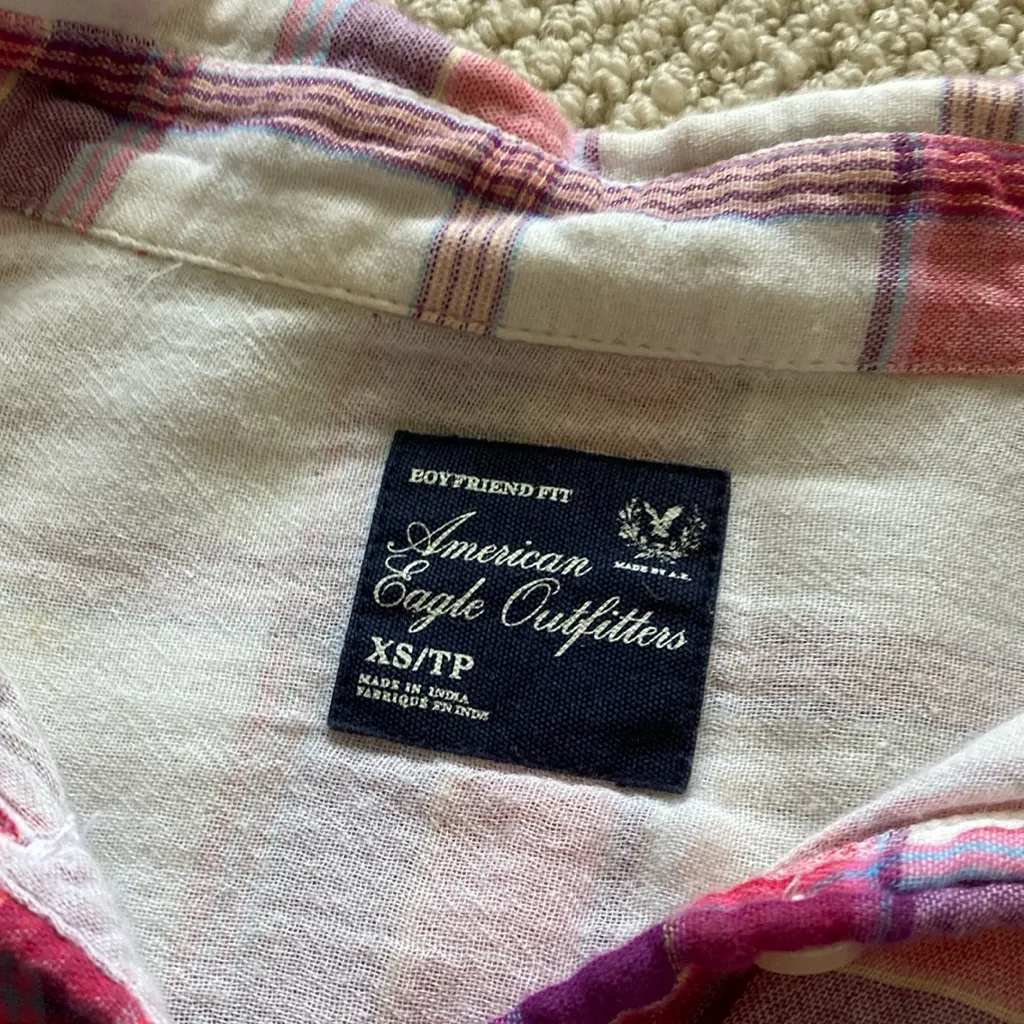 BOYFRIEND FIT
MADE BY A.E.
American
Eagle Outfitters
XS/TP
MADE IN INDIA
FABRIQUÉ EN INDE